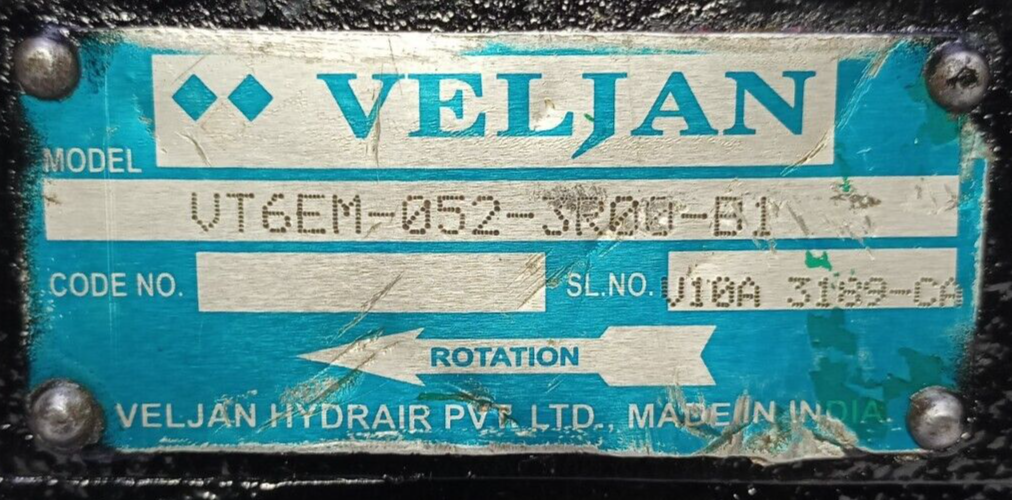 VELJAN
MODEL
VT6EM-052-3R00-B1
CODE NO.
SL.NO. V10A 3189-CA
ROTATION
VELJAN HYDRAIR PVT. LTD., MADE IN INDIA